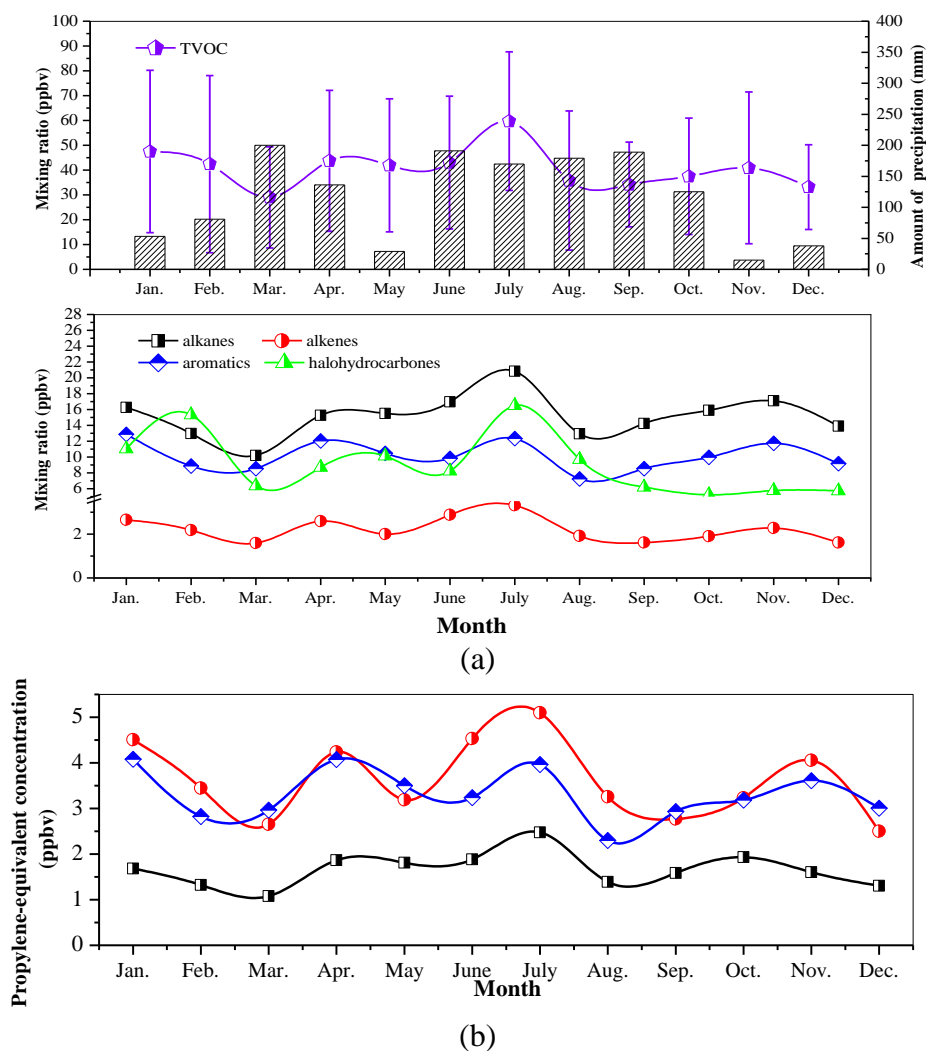 100 400
90 350
80 300
70 250
60 200
50 150
40 100
30 50
20 0
10
0
Mixing ratio (ppbv)
TVOC
Amount of precipitation (mm)
Jan. Feb. Mar. Apr. May June July Aug. Sep. Oct. Nov. Dec.
28
26
24
22
20
18
16
14
12
10
8
6
2
0
Mixing ratio (ppbv)
alkanes alkenes
aromatics halohydrocarbones
Jan. Feb. Mar. Apr. May June July Aug. Sep. Oct. Nov. Dec.
Month
(a)
5
4
3
2
1
0
Propylene-equivalent concentration
(ppbv)
Jan. Feb. Mar. Apr. May June July Aug. Sep. Oct. Nov. Dec.
Month
(b)